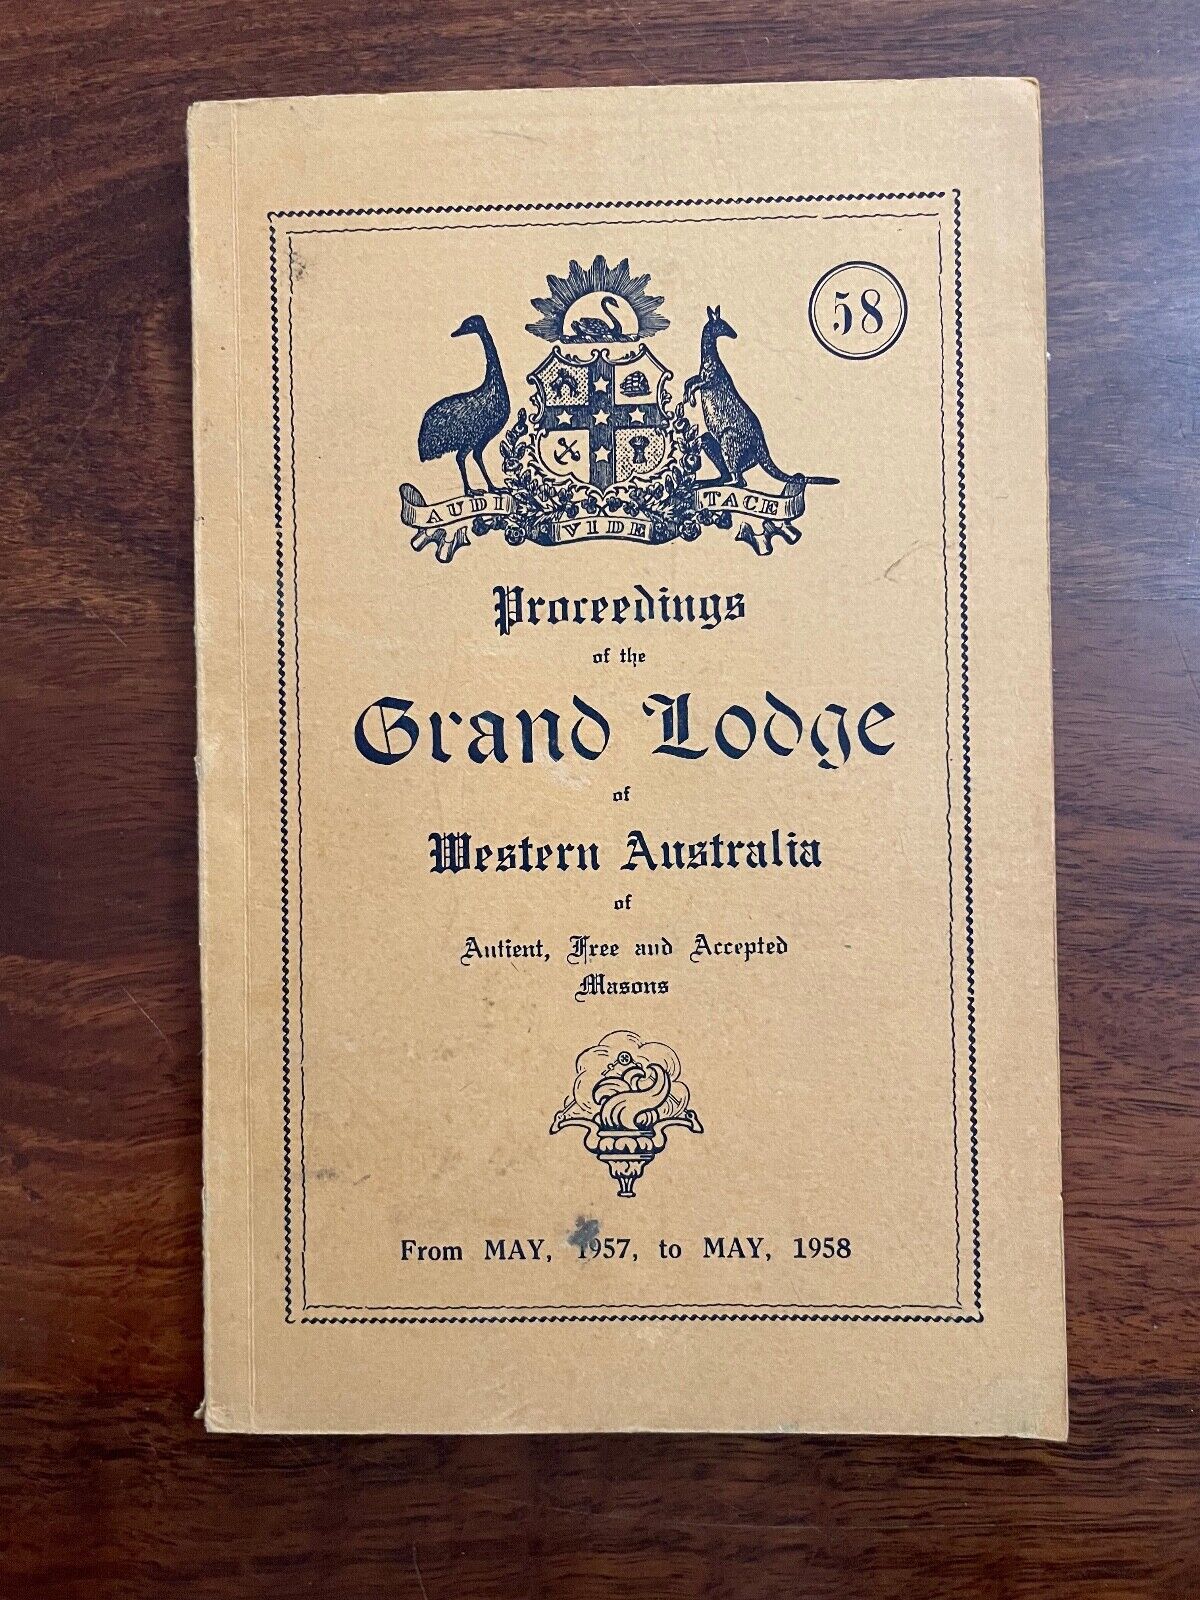 58
AUDI VIDE TACE
Proceedings
of the
Grand Lodge
of
Western Australia
of
Antient, Free and Accepted
Masons
From MAY, 1957, to MAY, 1958